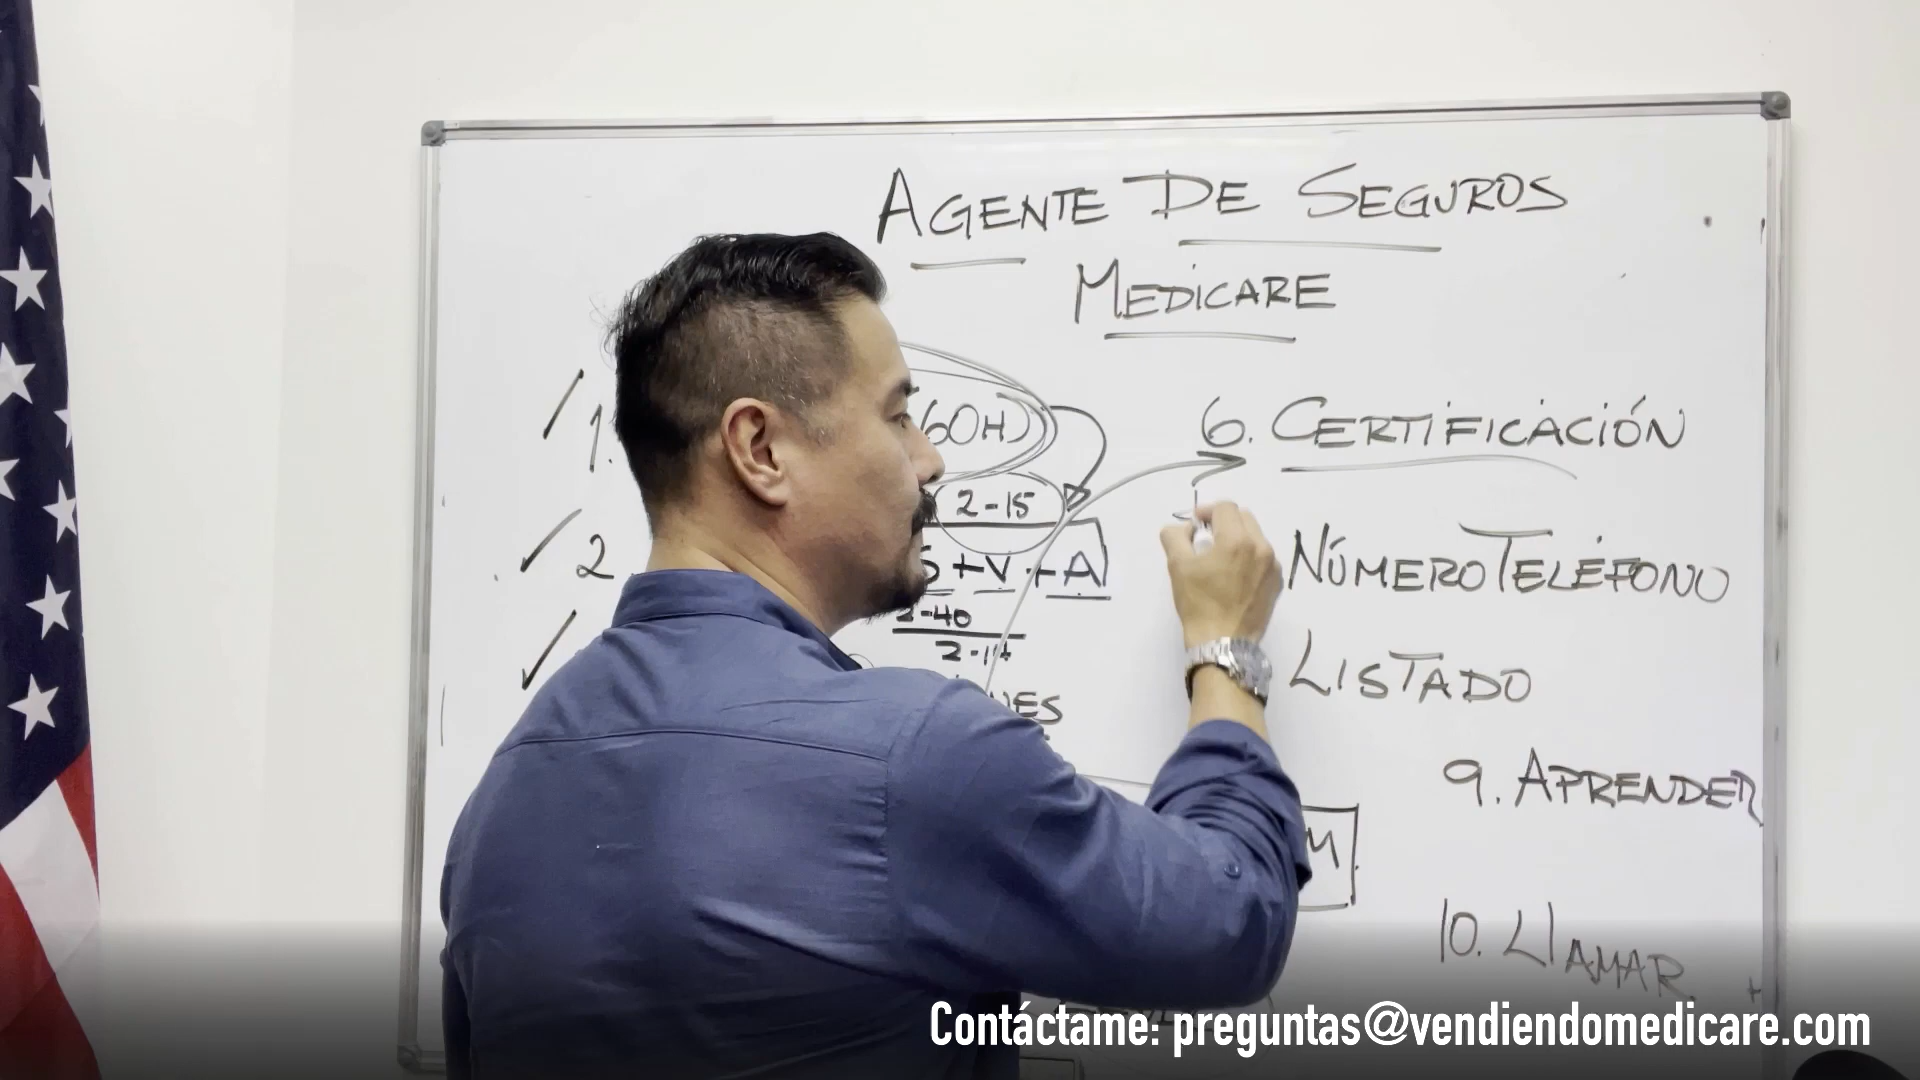 AGENTE DE SEGUROS
MEDICARE
1.
60H)
2-15
2
S+V+A
2-40
2-14
6. CERTIFICACIÓN
NÚMERO TELÉFONO
LISTADO
9. APRENDER
M
10. LlAMAR
Contáctame: preguntas@vendiendomedicare.com